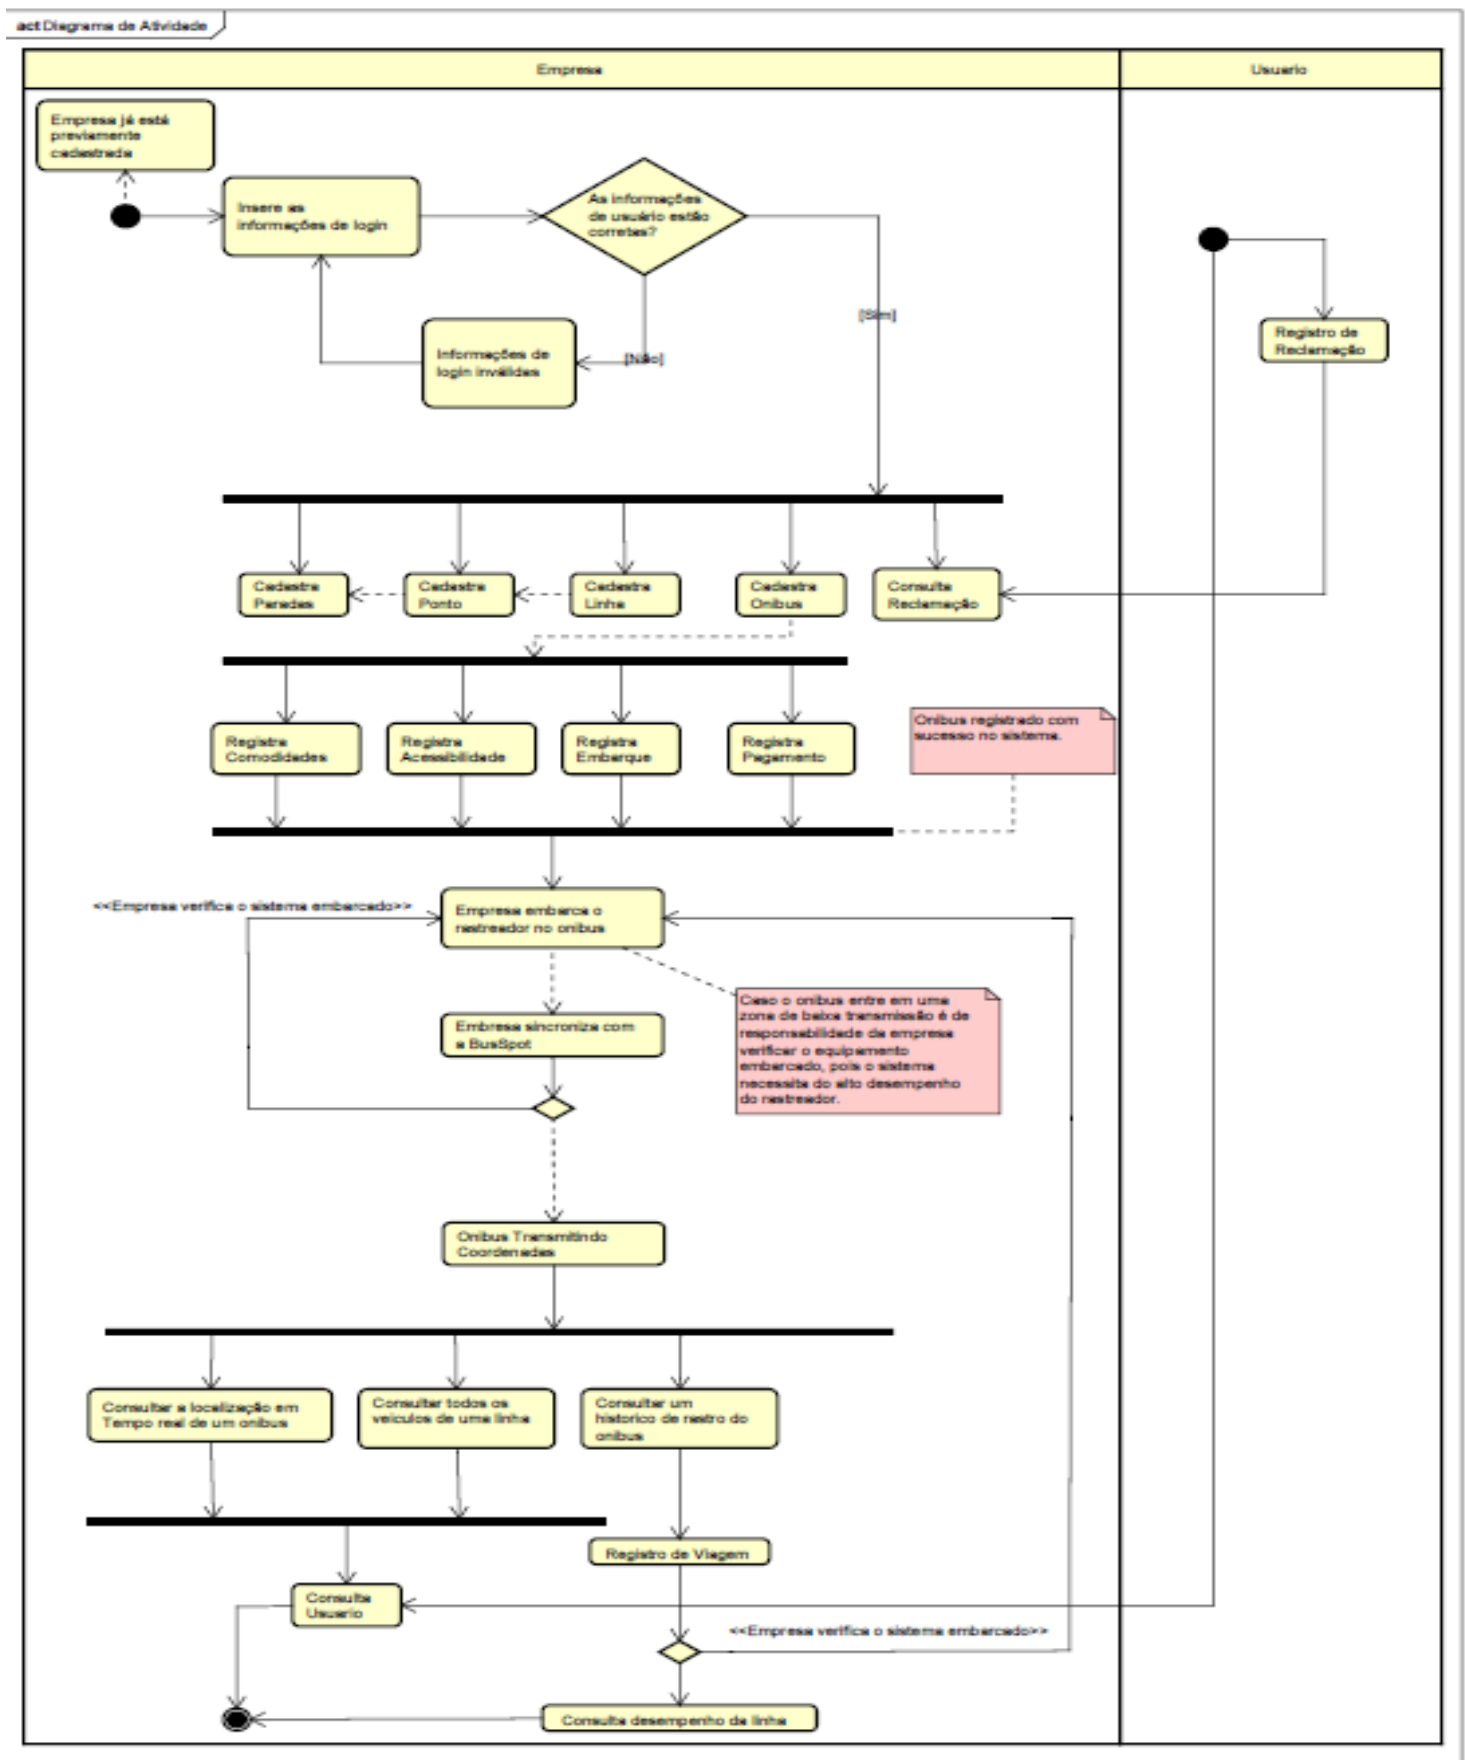 act Diagrama de Atividade
Empresa
Usuario
Empresa já está
previamente
cadastrada
Insere as
informações de login
As informações
de usuário estão
corretas?
[Sim]
[Não]
Informações de
login inválidas
Registro de
Reclamação
Cadastra
Paradas
Cadastra
Ponto
Cadastra
Linha
Cadastra
Onibus
Consulta
Reclamação
Registra
Comodidades
Registra
Acessibilidade
Registra
Embarque
Registra
Pagamento
Onibus registrado com
sucesso no sistema.
<<Empresa verifica o sistema embarcado>>
Empresa embarca o
rastreador no onibus
Caso o onibus entre em uma
zona de baixa transmissão é de
responsabilidade da empresa
verificar o equipamento
embarcado, pois o sistema
necessita do alto desempenho
do rastreador.
Embresa sincroniza com
a BusSpot
Onibus Transmitindo
Coordenadas
Consultar a localização em
Tempo real de um onibus
Consultar todos os
veículos de uma linha
Consultar um
historico de rastro do
onibus
Registro de Viagem
Consulta
Usuario
<<Empresa verifica o sistema embarcado>>
Consulta desempenho da linha